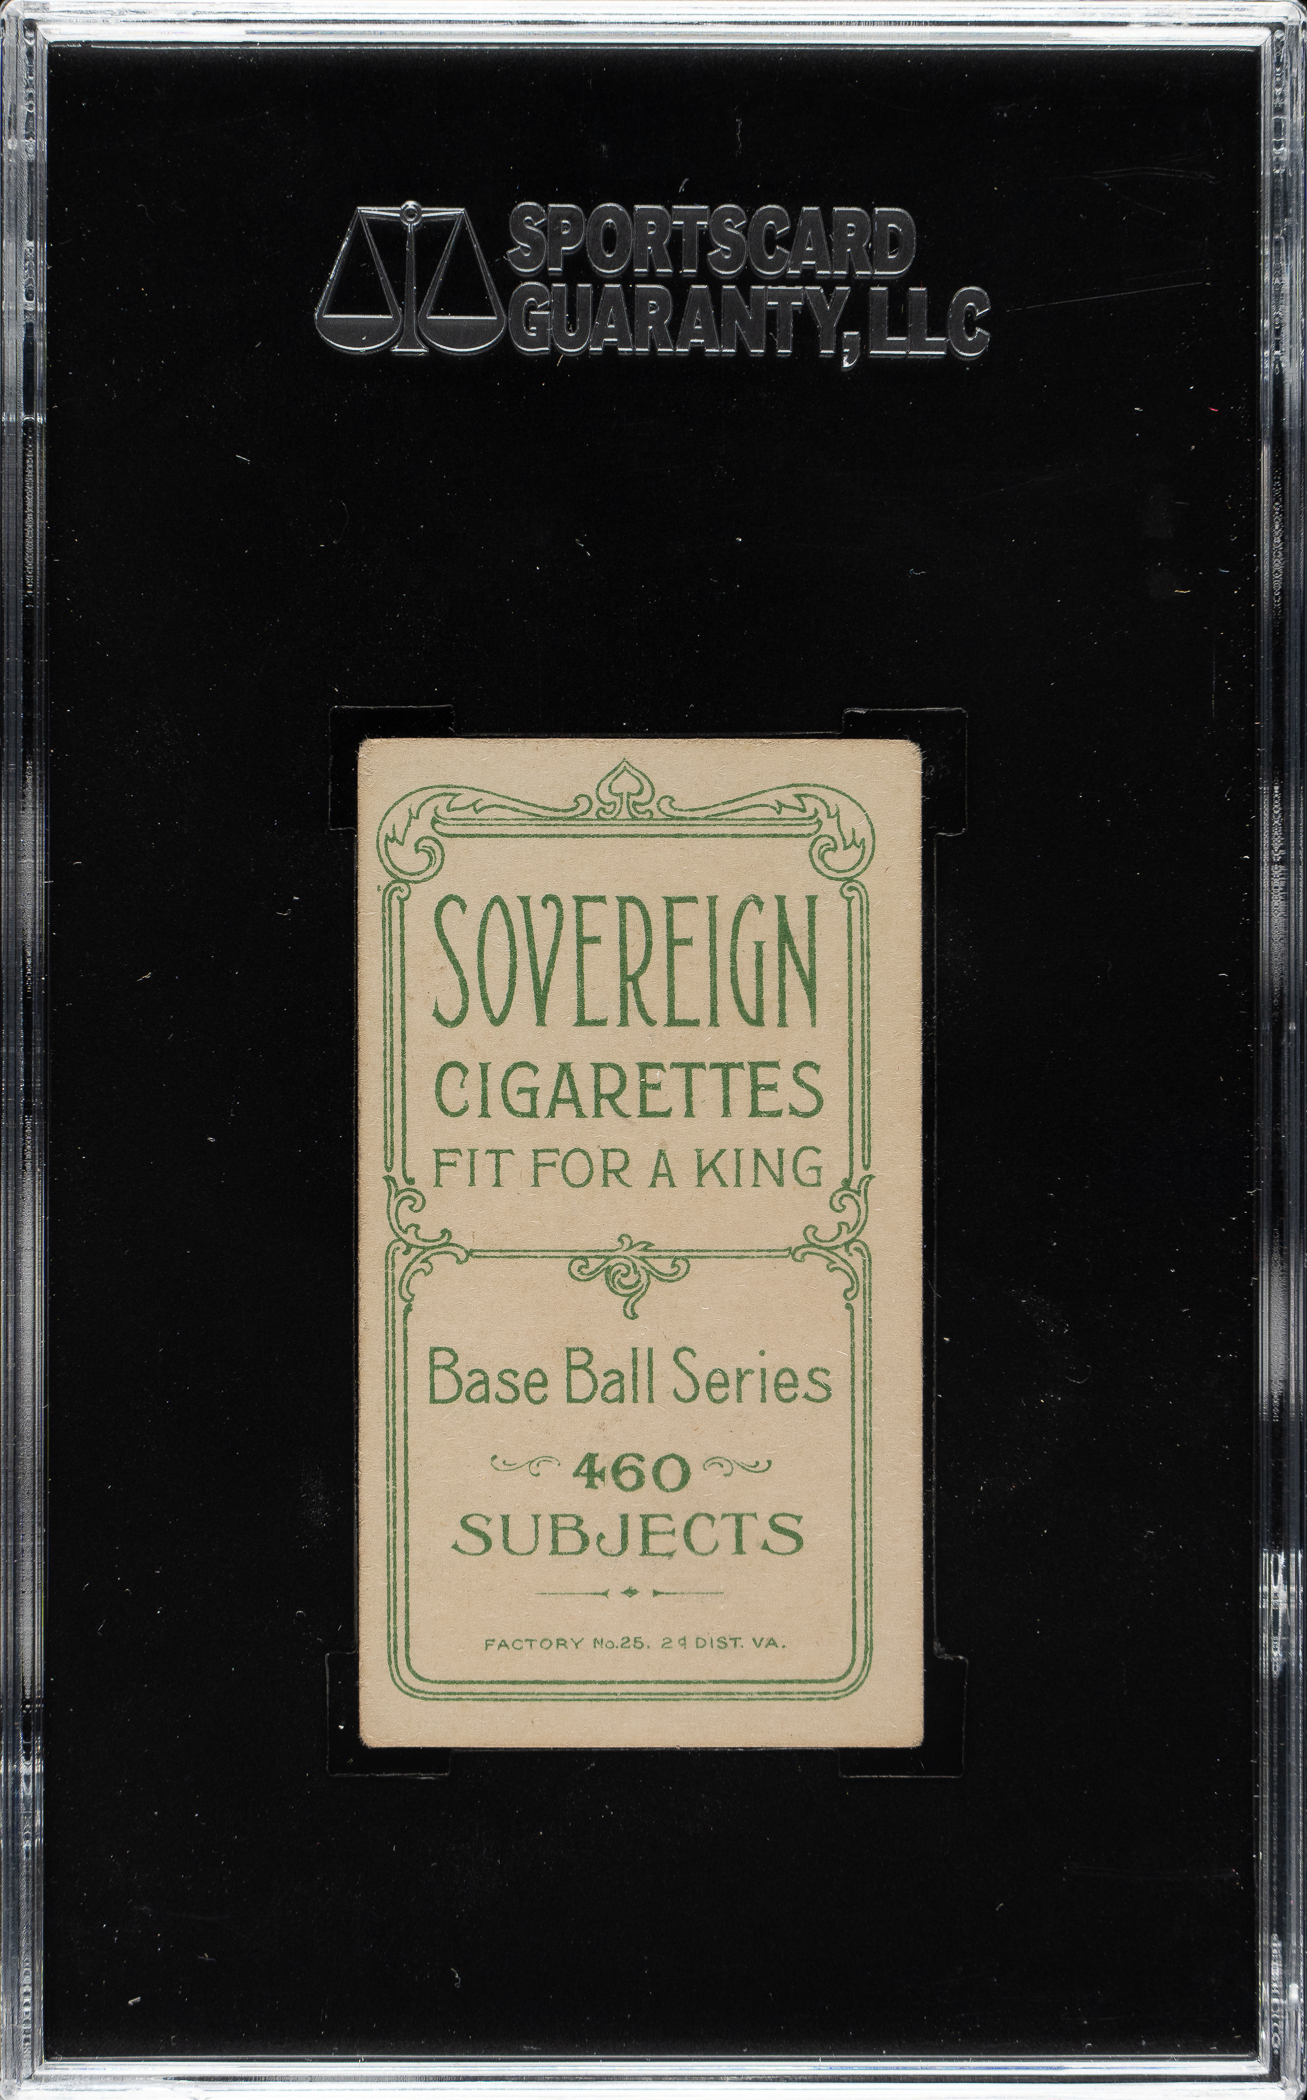 SPORTSCARD
GUARANTY, LLC
SOVEREIGN
CIGARETTES
FIT FOR A KING
Base Ball Series
460
SUBJECTS
FACTORY No. 25. 2d DIST. VA.